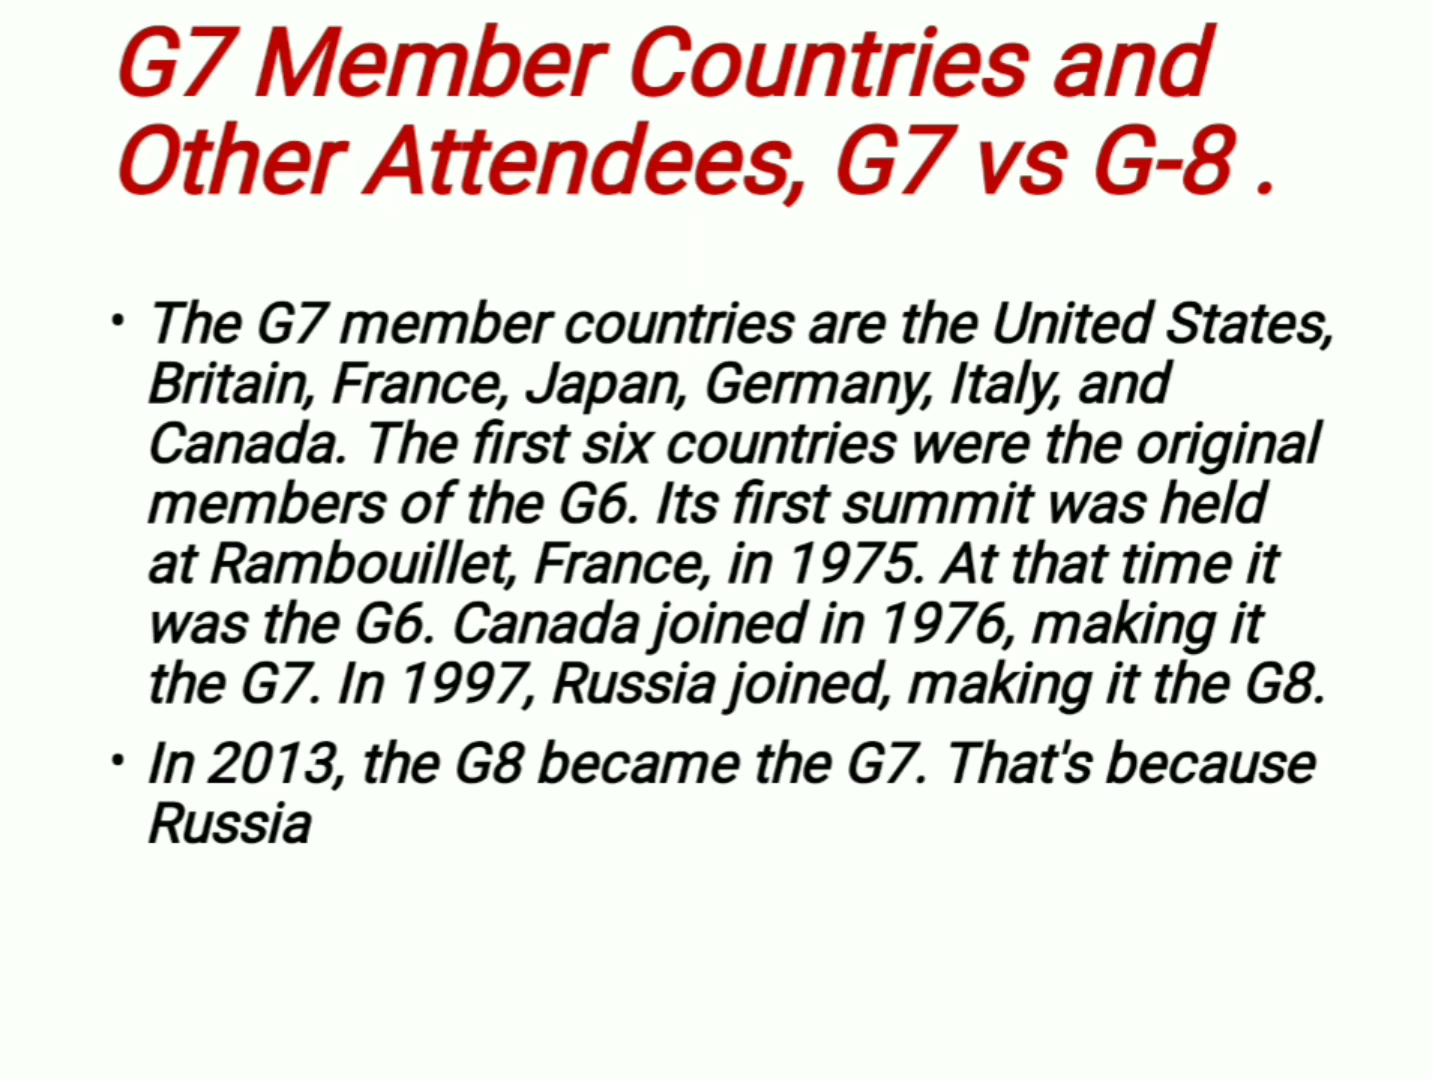 G7 Member Countries and
Other Attendees, G7 vs G-8 .
• The G7 member countries are the United States,
Britain, France, Japan, Germany, Italy, and
Canada. The first six countries were the original
members of the G6. Its first summit was held
at Rambouillet, France, in 1975. At that time it
was the G6. Canada joined in 1976, making it
the G7. In 1997, Russia joined, making it the G8.
• In 2013, the G8 became the G7. That's because
Russia